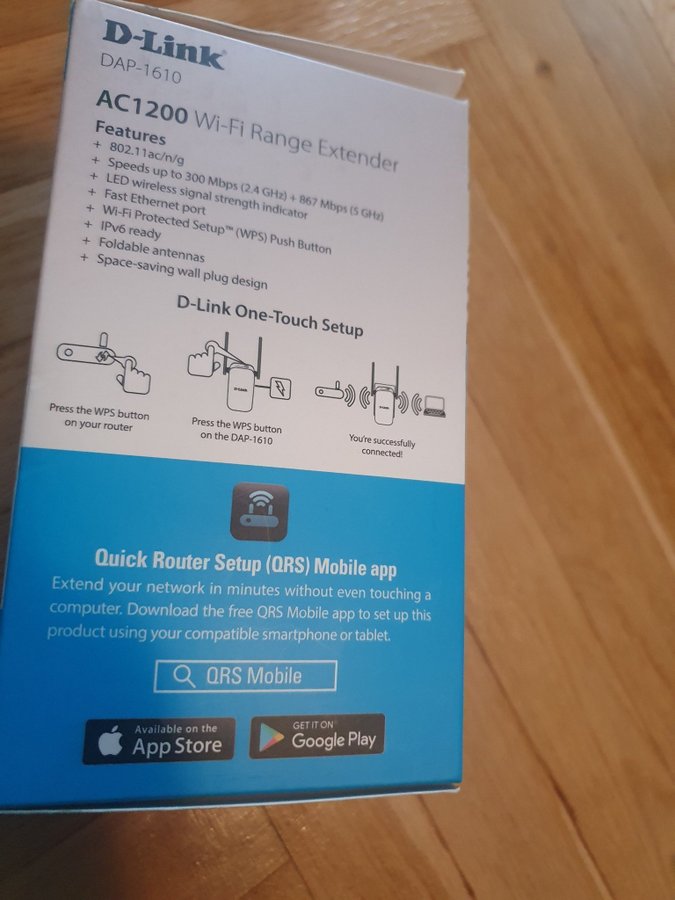 D-Link
DAP-1610
AC1200 Wi-Fi Range Extender
Features
+ 802.11ac/n/g
+ Speeds up to 300 Mbps (2.4 GHz) + 867 Mbps (5 GHz)
+ LED wireless signal strength indicator
+ Fast Ethernet port
+ Wi-Fi Protected Setup™ (WPS) Push Button
+ IPv6 ready
+ Foldable antennas
+ Space-saving wall plug design
D-Link One-Touch Setup
D-Link
D-Link
Press the WPS button
on your router
Press the WPS button
on the DAP-1610
You're successfully
connected!
Quick Router Setup (QRS) Mobile app
Extend your network in minutes without even touching a
computer. Download the free QRS Mobile app to set up this
product using your compatible smartphone or tablet.
QRS Mobile
Available on the
App Store
GET IT ON
Google Play